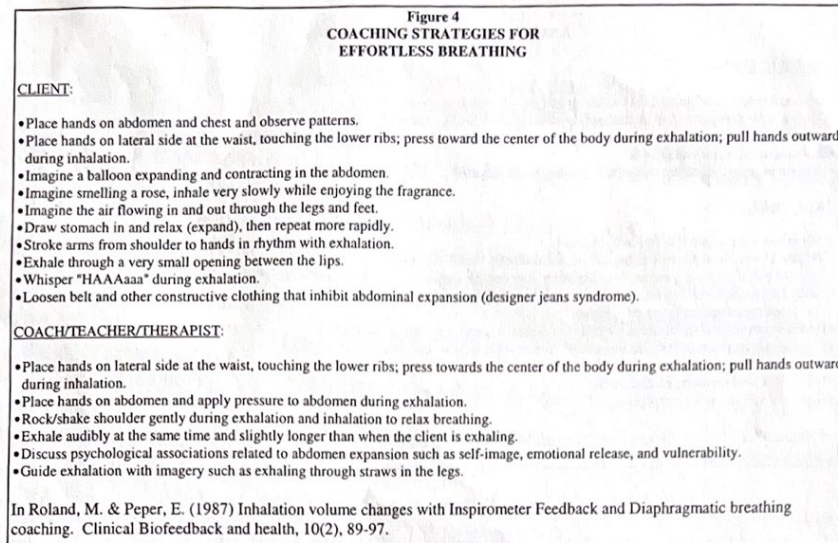 Figure 4
COACHING STRATEGIES FOR
EFFORTLESS BREATHING
CLIENT:
•Place hands on abdomen and chest and observe patterns.
•Place hands on lateral side at the waist, touching the lower ribs; press toward the center of the body during exhalation; pull hands outward
during inhalation.
•Imagine a balloon expanding and contracting in the abdomen.
•Imagine smelling a rose, inhale very slowly while enjoying the fragrance.
•Imagine the air flowing in and out through the legs and feet.
•Draw stomach in and relax (expand), then repeat more rapidly.
•Stroke arms from shoulder to hands in rhythm with exhalation.
•Exhale through a very small opening between the lips.
•Whisper "HAAAaaa" during exhalation.
•Loosen belt and other constructive clothing that inhibit abdominal expansion (designer jeans syndrome).
COACH/TEACHER/THERAPIST:
•Place hands on lateral side at the waist, touching the lower ribs; press towards the center of the body during exhalation; pull hands outward
during inhalation.
•Place hands on abdomen and apply pressure to abdomen during exhalation.
•Rock/shake shoulder gently during exhalation and inhalation to relax breathing.
•Exhale audibly at the same time and slightly longer than when the client is exhaling.
•Discuss psychological associations related to abdomen expansion such as self-image, emotional release, and vulnerability.
•Guide exhalation with imagery such as exhaling through straws in the legs.
In Roland, M. & Peper, E. (1987) Inhalation volume changes with Inspirometer Feedback and Diaphragmatic breathing
coaching. Clinical Biofeedback and health, 10(2), 89-97.